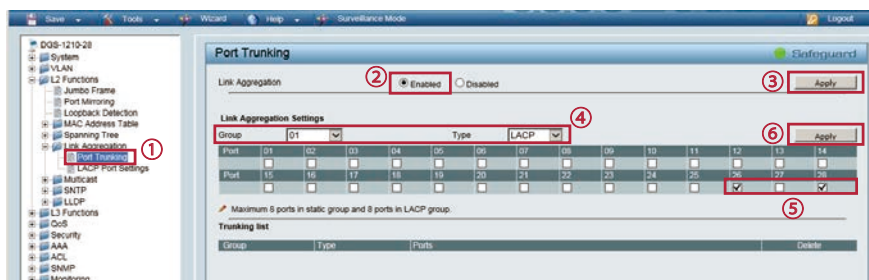 Save Tools Wizard Help Surveillance Mode Logout
DGS-1210-28
System
VLAN
L2 Functions
Jumbo Frame
Port Mirroring
Loopback Detection
MAC Address Table
Spanning Tree
Link Aggregation
Port Trunking ①
LACP Port Settings
Multicast
SNTP
LLDP
L3 Functions
QoS
Security
AAA
ACL
SNMP
Monitoring
Port Trunking Safeguard
Link Aggregation ② Enabled Disabled ③ Apply
Link Aggregation Settings ④
Group 01 Type LACP ⑥ Apply
Port 01 02 03 04 05 06 07 08 09 10 11 12 13 14
Port 15 16 17 18 19 20 21 22 23 24 25 26 27 28
⑤
Maximum 8 ports in static group and 8 ports in LACP group.
Trunking list
Group Type Ports Delete